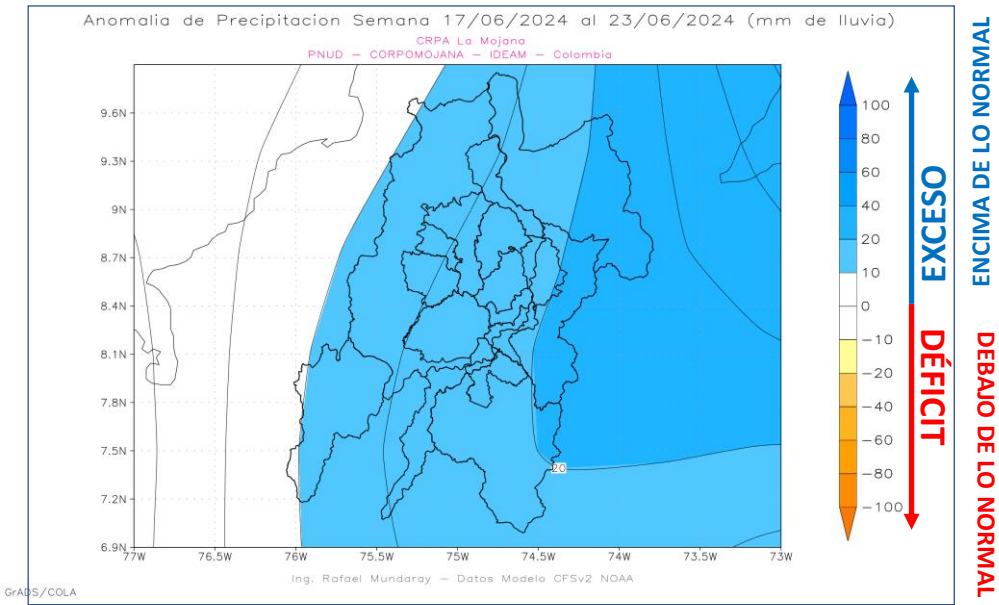 Anomalia de Precipitacion Semana 17/06/2024 al 23/06/2024 (mm de lluvia)
CRPA La Mojana
PNUD – CORPOMOJANA – IDEAM – Colombia
9.6N
9.3N
9N
8.7N
8.4N
8.1N
7.8N
7.5N
7.2N
6.9N
77W
76.5W
76W
75.5W
75W
74.5W
74W
73.5W
73W
20
100
80
60
40
20
10
0
-10
-20
-40
-60
-80
-100
EXCESO
DÉFICIT
ENCIMA DE LO NORMAL
DEBAJO DE LO NORMAL
Ing. Rafael Mundaray – Datos Modelo CFSv2 NOAA
GrADS/COLA